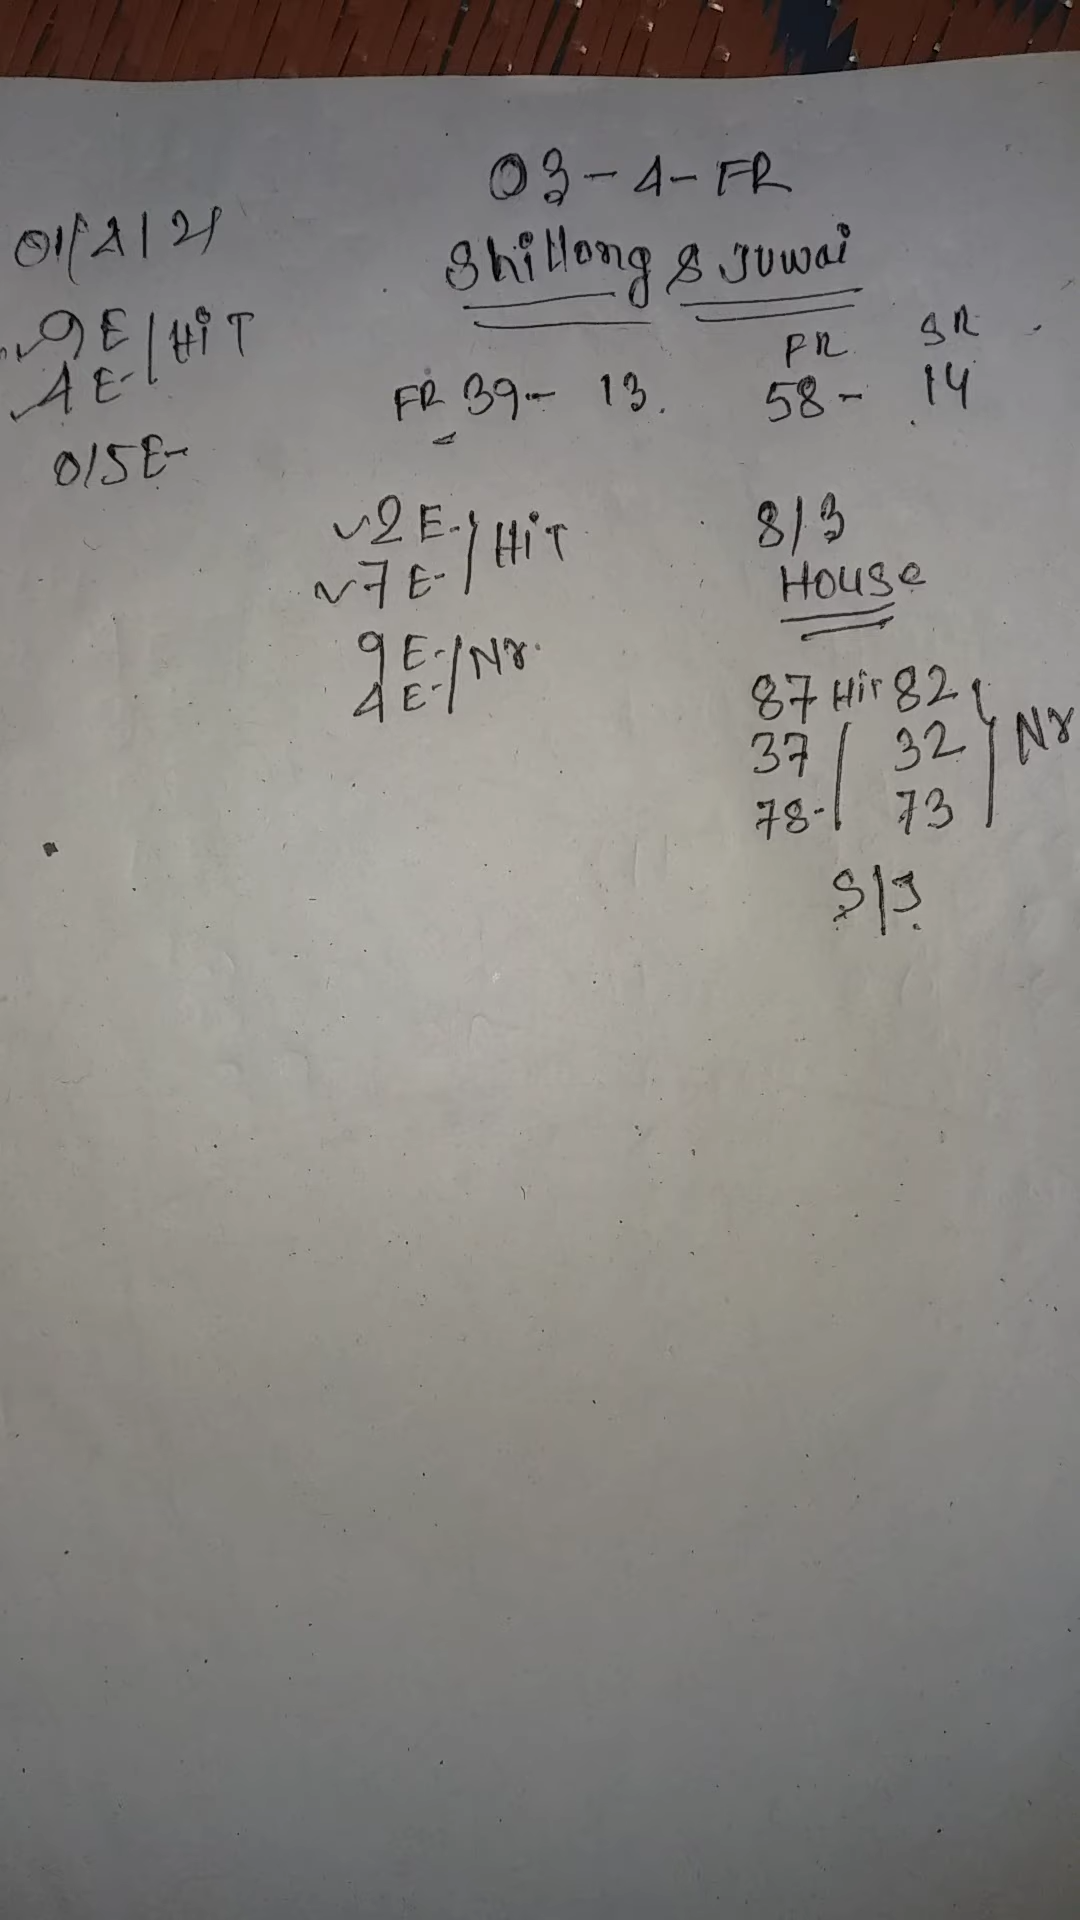 03-4-FR
01/4/21
Shillong & Juwai
9E/HiT
4E-
FR SR
FR 39- 13. 58- 14
0/5E-
2E-/HiT
7E-
8/3
House
9E-/Nr.
4E-
87 Hit 82
37 32 Nr
78- 73
S/J